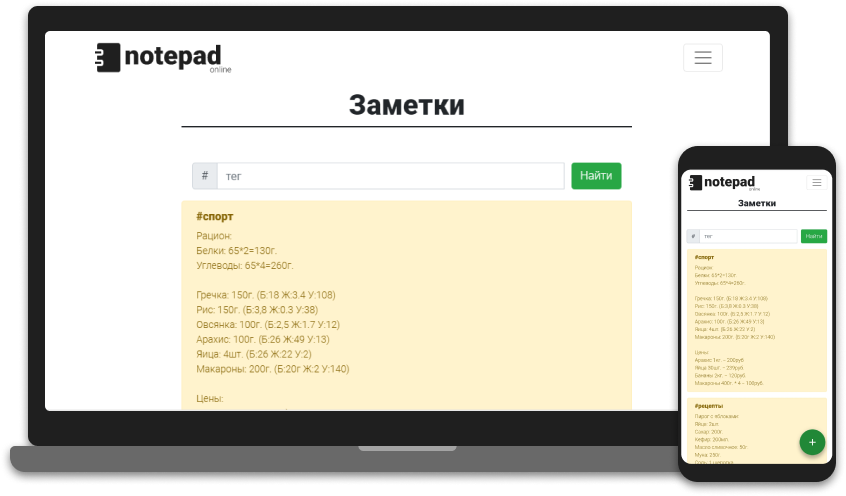 notepad
online
Заметки
# тег Найти
#спорт
Рацион:
Белки: 65*2=130г.
Углеводы: 65*4=260г.
Гречка: 150г. (Б:18 Ж:3.4 У:108)
Рис: 150г. (Б:3,8 Ж:0.3 У:38)
Овсянка: 100г. (Б:2,5 Ж:1.7 У:12)
Арахис: 100г. (Б:26 Ж:49 У:13)
Яица: 4шт. (Б:26 Ж:22 У:2)
Макароны: 200г. (Б:20г Ж:2 У:140)
Цены:
notepad
online
Заметки
# тег Найти
#спорт
Рацион:
Белки: 65*2=130г.
Углеводы: 65*4=260г.
Гречка: 150г. (Б:18 Ж:3.4 У:108)
Рис: 150г. (Б:3,8 Ж:0.3 У:38)
Овсянка: 100г. (Б:2,5 Ж:1.7 У:12)
Арахис: 100г. (Б:26 Ж:49 У:13)
Яица: 4шт. (Б:26 Ж:22 У:2)
Макароны: 200г. (Б:20г Ж:2 У:140)
Цены:
Арахис 1кг. - 200руб
Яица 30шт. - 239руб.
Бананы 2кг. - 120руб.
Макароны 400г. * 4 - 100руб.
#рецепты
Пирог с яблоками:
Яйца: 3шт.
Сахар: 200г.
Кефир: 200мл.
Масло сливочное: 50г.
Мука: 250г.
+